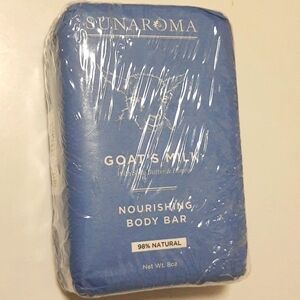 SUNAROMA
GOAT'S MILK
NOURISHING
BODY BAR
98% NATURAL
Net Wt. 8oz